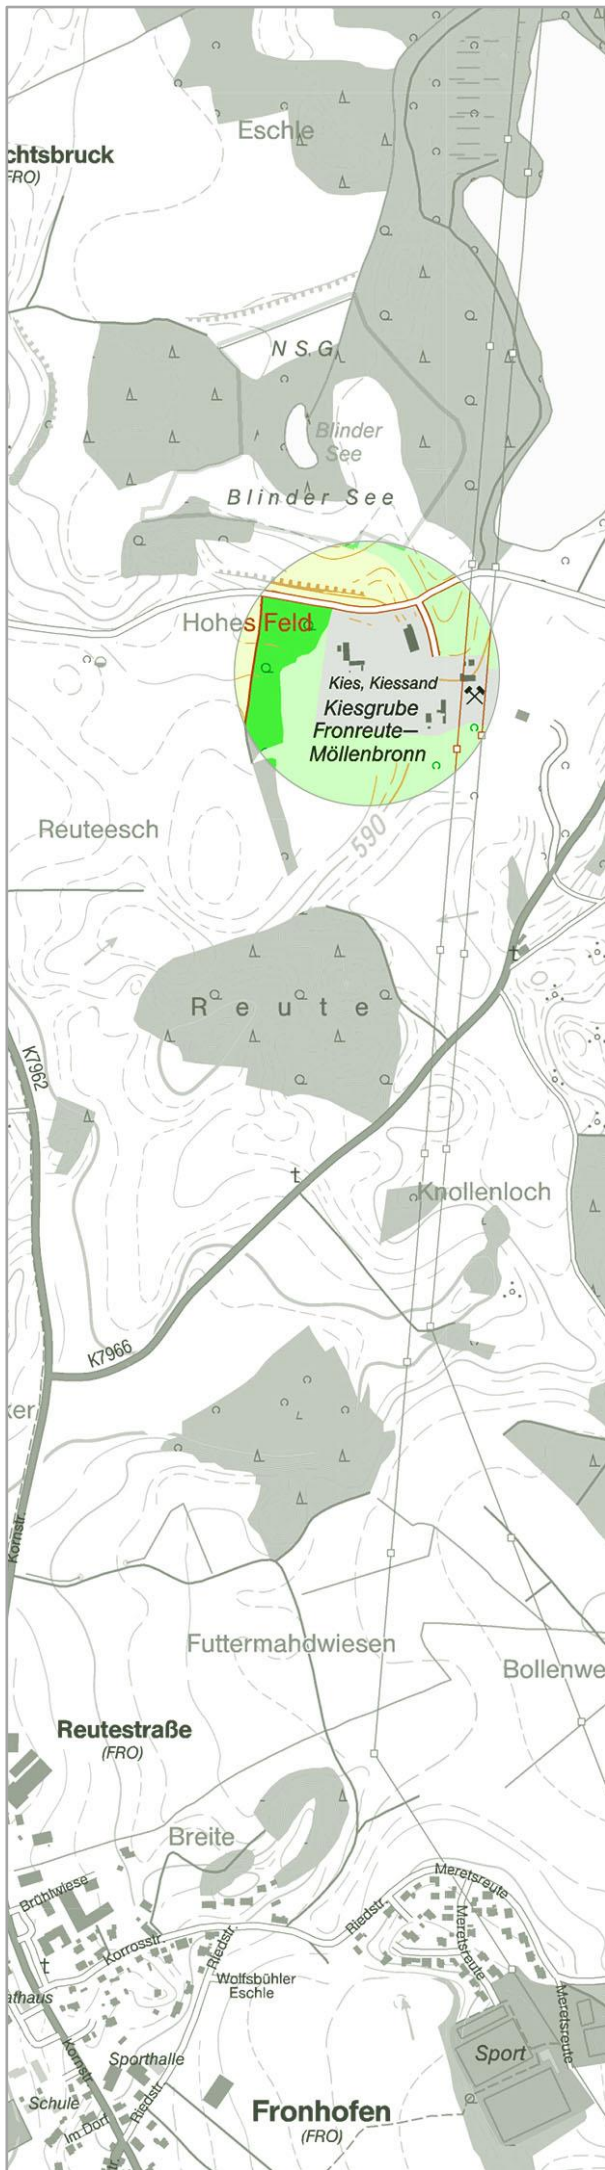 Eschle
chtsbruck
(FRO)
N S. G.
Blinder
See
Blinder See
Hohes Feld
Kies, Kiessand
Kiesgrube
Fronreute–
Möllenbronn
Reuteesch
590
Reute
K7962
Knollenloch
K7966
ker
Kornstr.
Futtermahdwiesen
Bollenwe
Reutestraße
(FRO)
Breite
Meretsreute
Brühlwiese
Riedstr.
Meretsreute
Korrosstr.
Riedstr.
Wolfsbühler
Eschle
Meretsreute
athaus
Kornstr.
Sport
Sporthalle
Schule
Riedstr.
Im Dorf
Fronhofen
(FRO)
str.